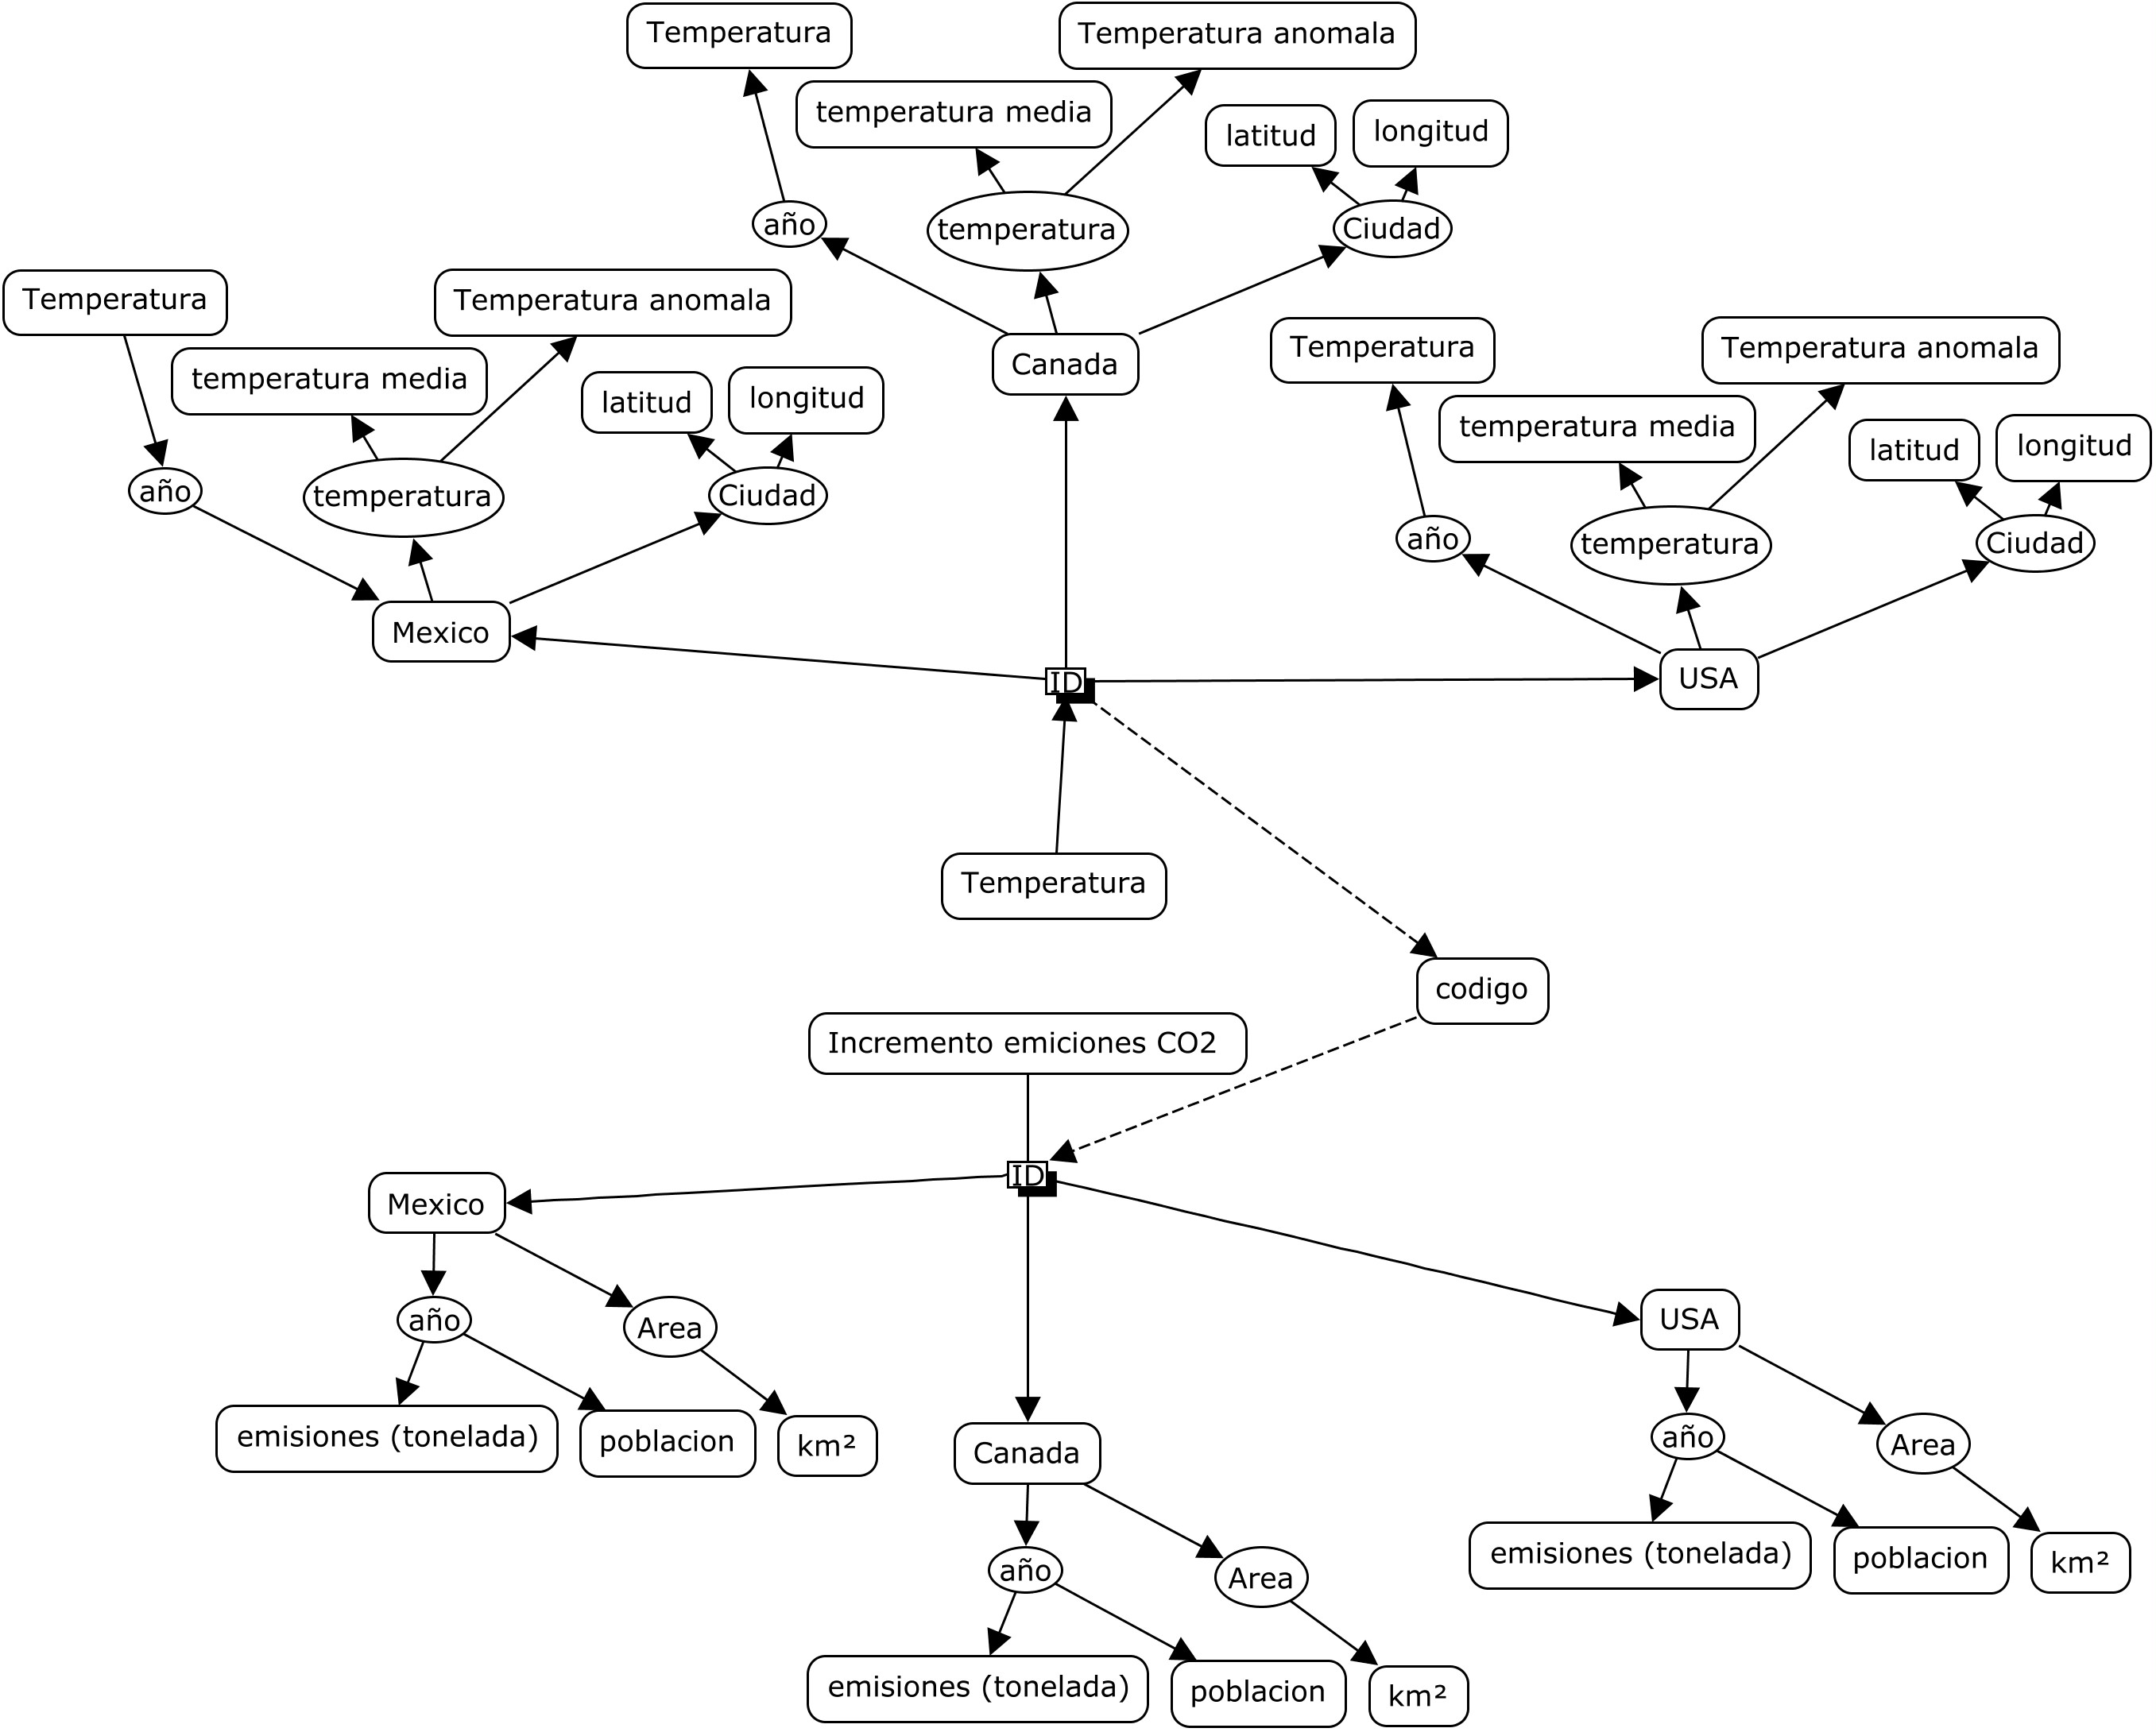 Temperatura
Temperatura anomala
temperatura media
latitud
longitud
año
temperatura
Ciudad
Canada
Temperatura
Temperatura anomala
temperatura media
latitud
longitud
año
temperatura
Ciudad
Mexico
Temperatura
Temperatura anomala
temperatura media
latitud
longitud
año
temperatura
Ciudad
USA
ID
Temperatura
codigo
Incremento emiciones CO2
ID
Mexico
año
Area
emisiones (tonelada)
poblacion
km²
Canada
año
Area
emisiones (tonelada)
poblacion
km²
USA
año
Area
emisiones (tonelada)
poblacion
km²